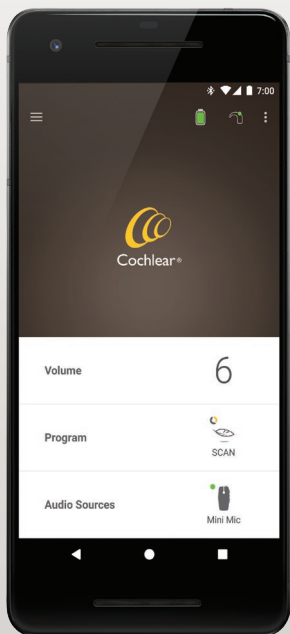 7:00
Cochlear®
Volume 6
Program
SCAN
Audio Sources
Mini Mic